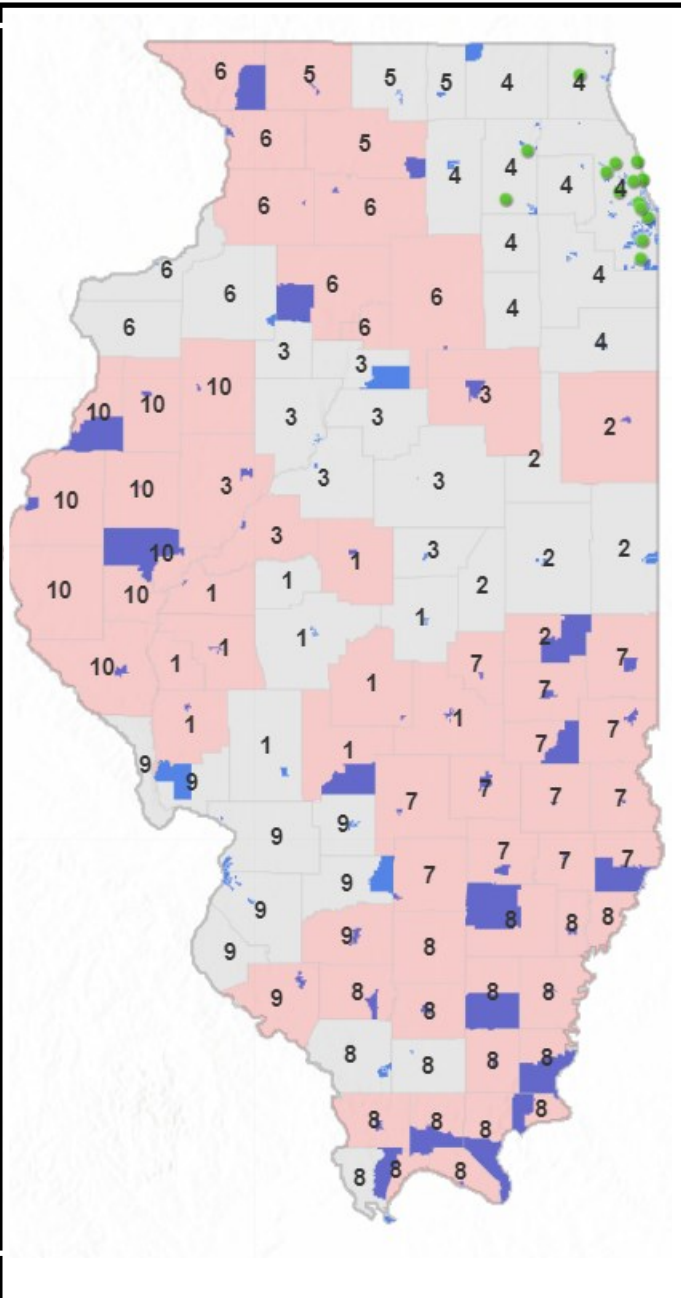 6 5 5 5 4 4
6 5 4 4 4 4
6 6 4
6 6 6 6 4 4
6 6 4 4
3 3
10 10 10 3 3 3 2
10 10 3 3 3 2
10 3 1 3 2 2
10 10 1 1 2
1 1
10 1 1 1 7 2 7
1 1 7
1 1 1 7 7
9 9 7 7 7 7
9 9 7 7 7
9 7
9 8 8 8
9 9 8
9 8 8 8 8
8 8 8 8
8 8 8 8
8 8 8